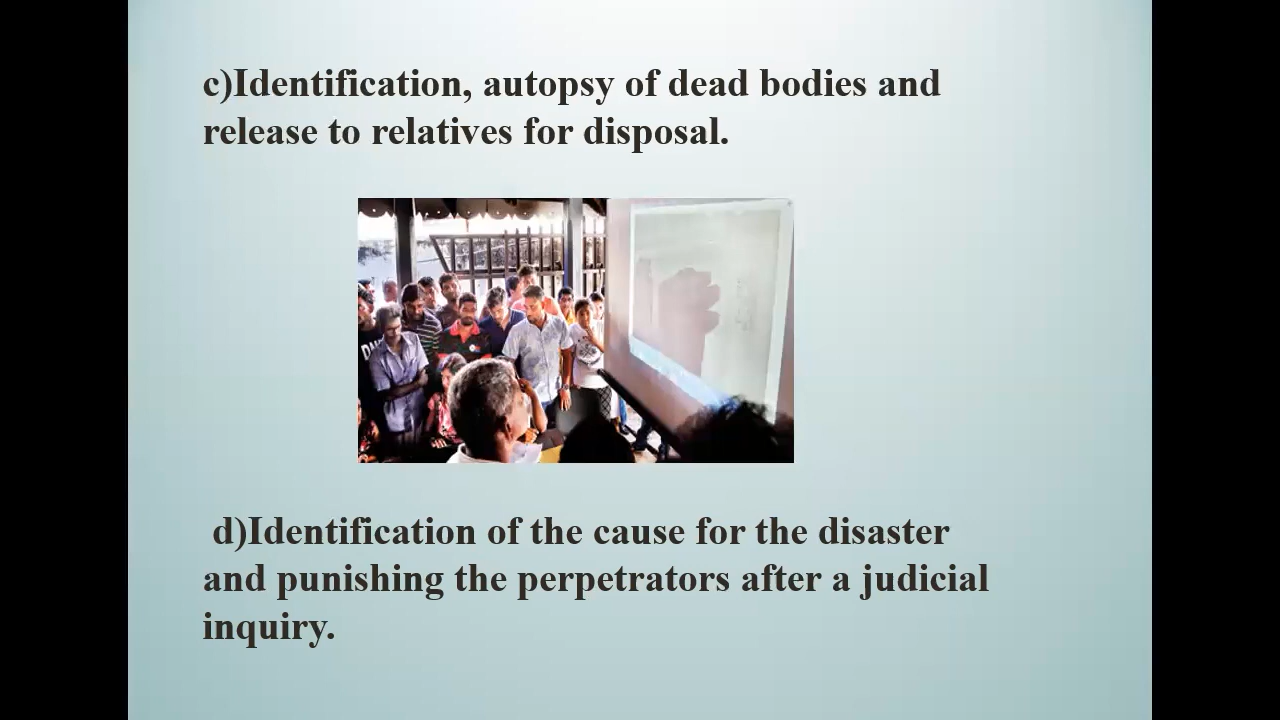 c)Identification, autopsy of dead bodies and
release to relatives for disposal.
d)Identification of the cause for the disaster
and punishing the perpetrators after a judicial
inquiry.